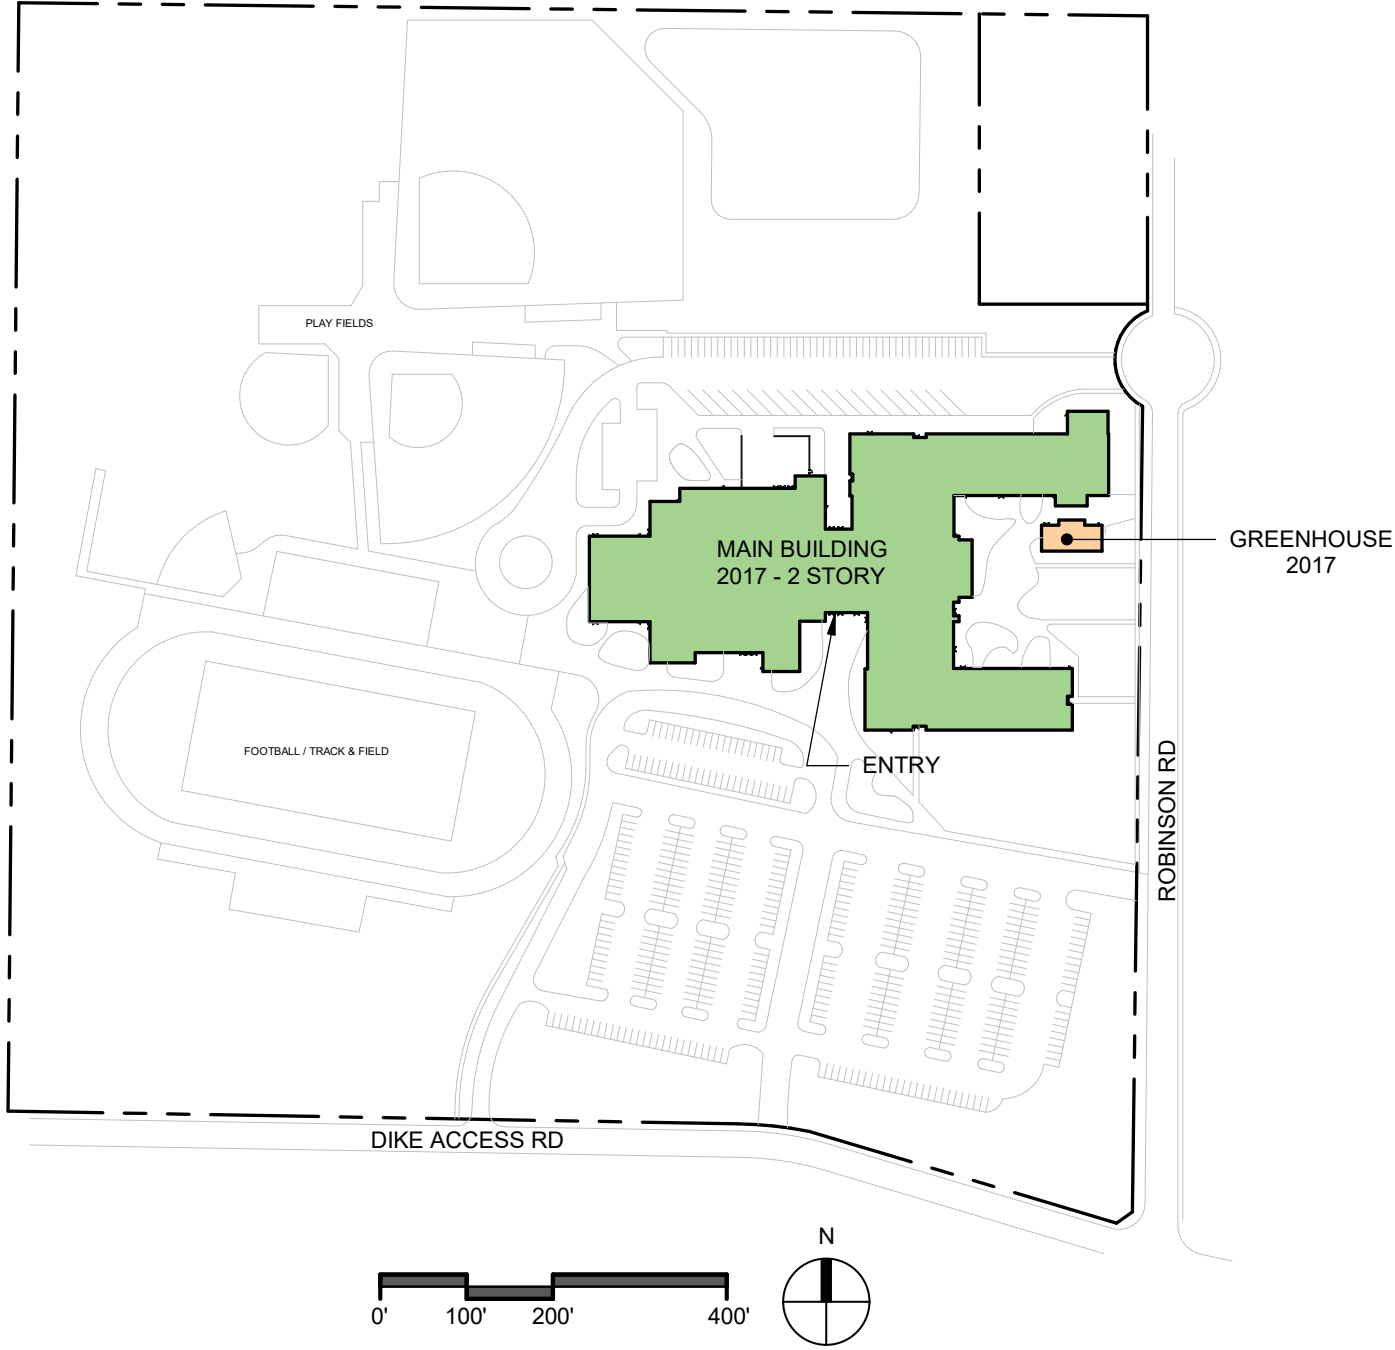 PLAY FIELDS
MAIN BUILDING
2017 - 2 STORY
GREENHOUSE
2017
FOOTBALL / TRACK & FIELD
ENTRY
ROBINSON RD
DIKE ACCESS RD
N
0' 100' 200' 400'